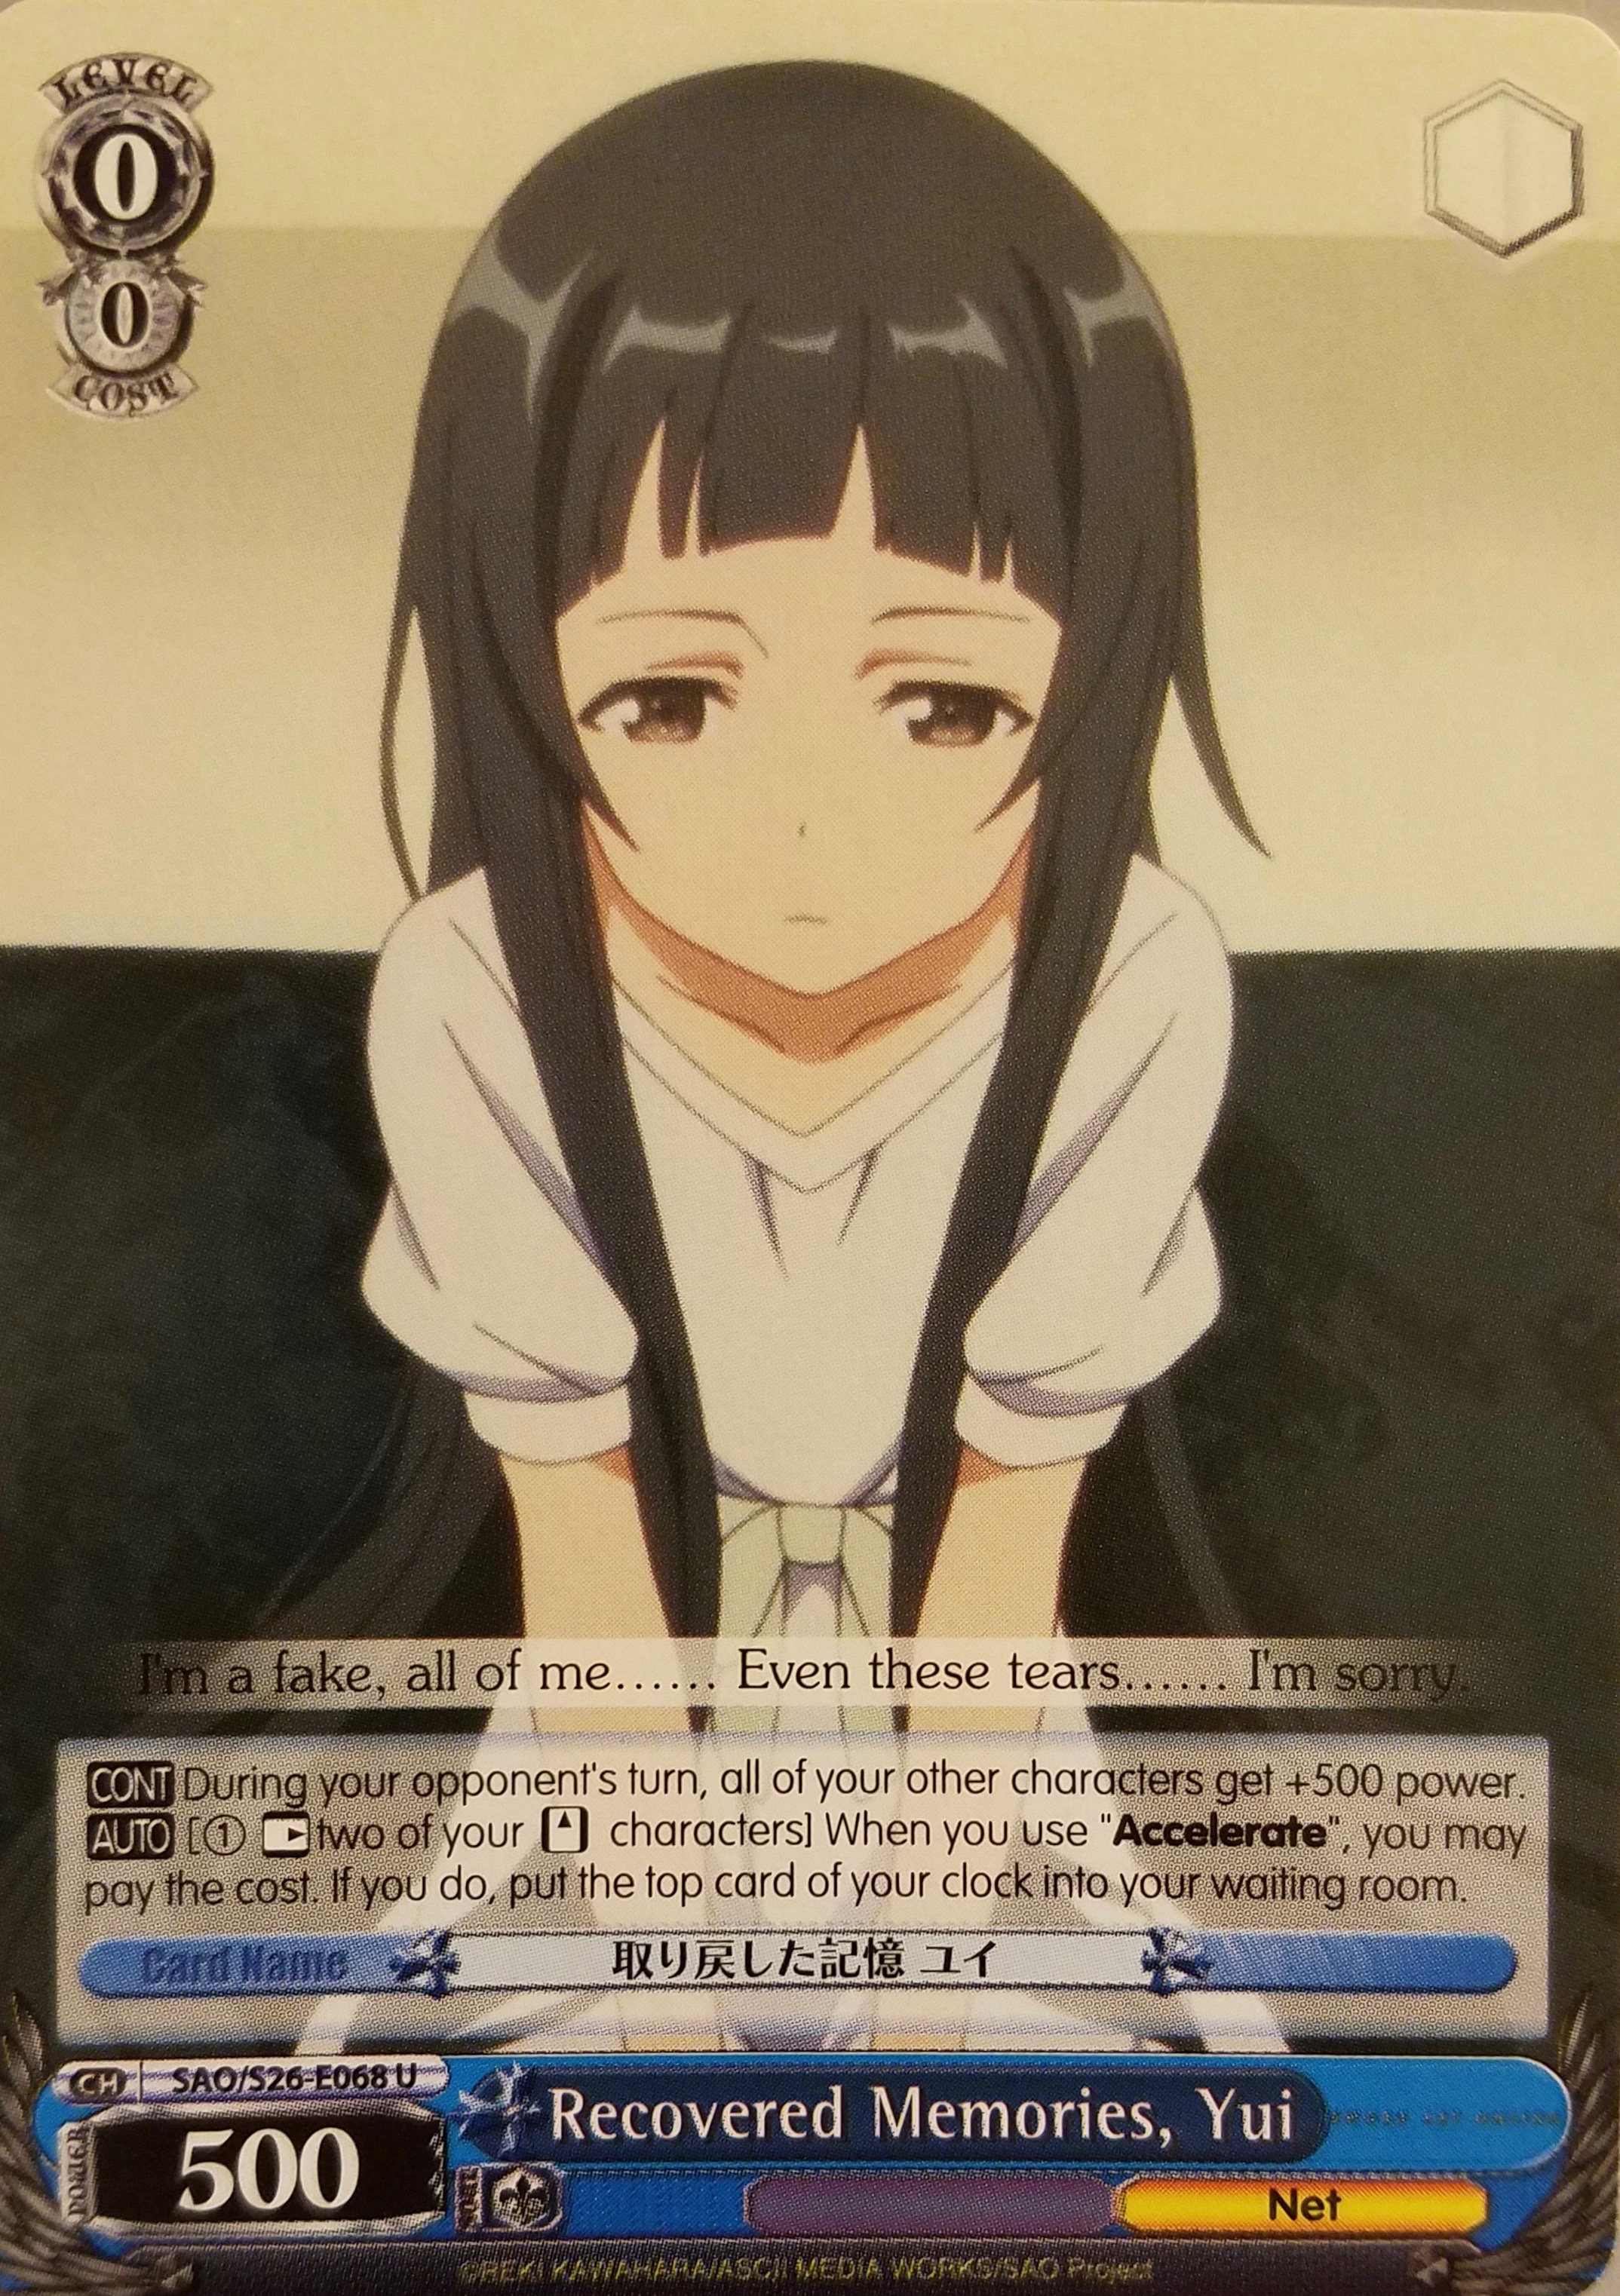 LEVEL
0
0
COST
I'm a fake, all of me...... Even these tears...... I'm sorry.
CONT During your opponent's turn, all of your other characters get +500 power.
AUTO [① two of your characters] When you use "Accelerate", you may
pay the cost. If you do, put the top card of your clock into your waiting room.
Card Name 取り戻した記憶 ユイ
CH SAO/S26-E068 U
Recovered Memories, Yui
POWER 500
Net
©REKI KAWAHARA/ASCII MEDIA WORKS/SAO Project